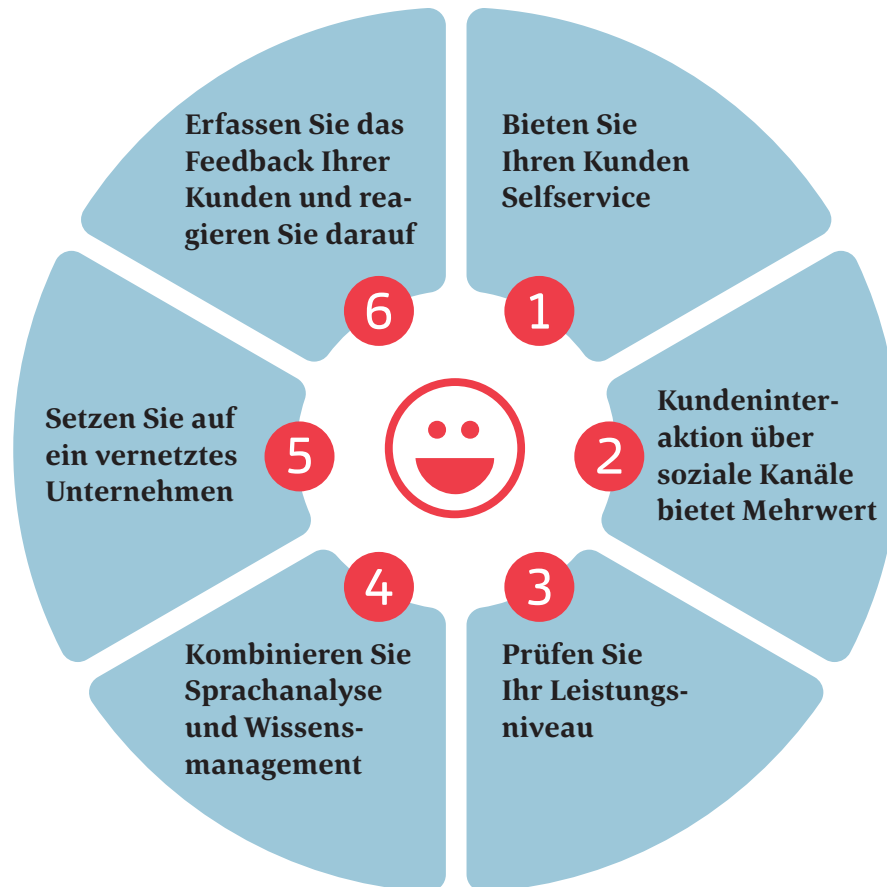 Bieten Sie
Ihren Kunden
Selfservice
1
Kundeninter-
aktion über
soziale Kanäle
bietet Mehrwert
2
Prüfen Sie
Ihr Leistungs-
niveau
3
Kombinieren Sie
Sprachanalyse
und Wissens-
management
4
Setzen Sie auf
ein vernetztes
Unternehmen
5
Erfassen Sie das
Feedback Ihrer
Kunden und rea-
gieren Sie darauf
6